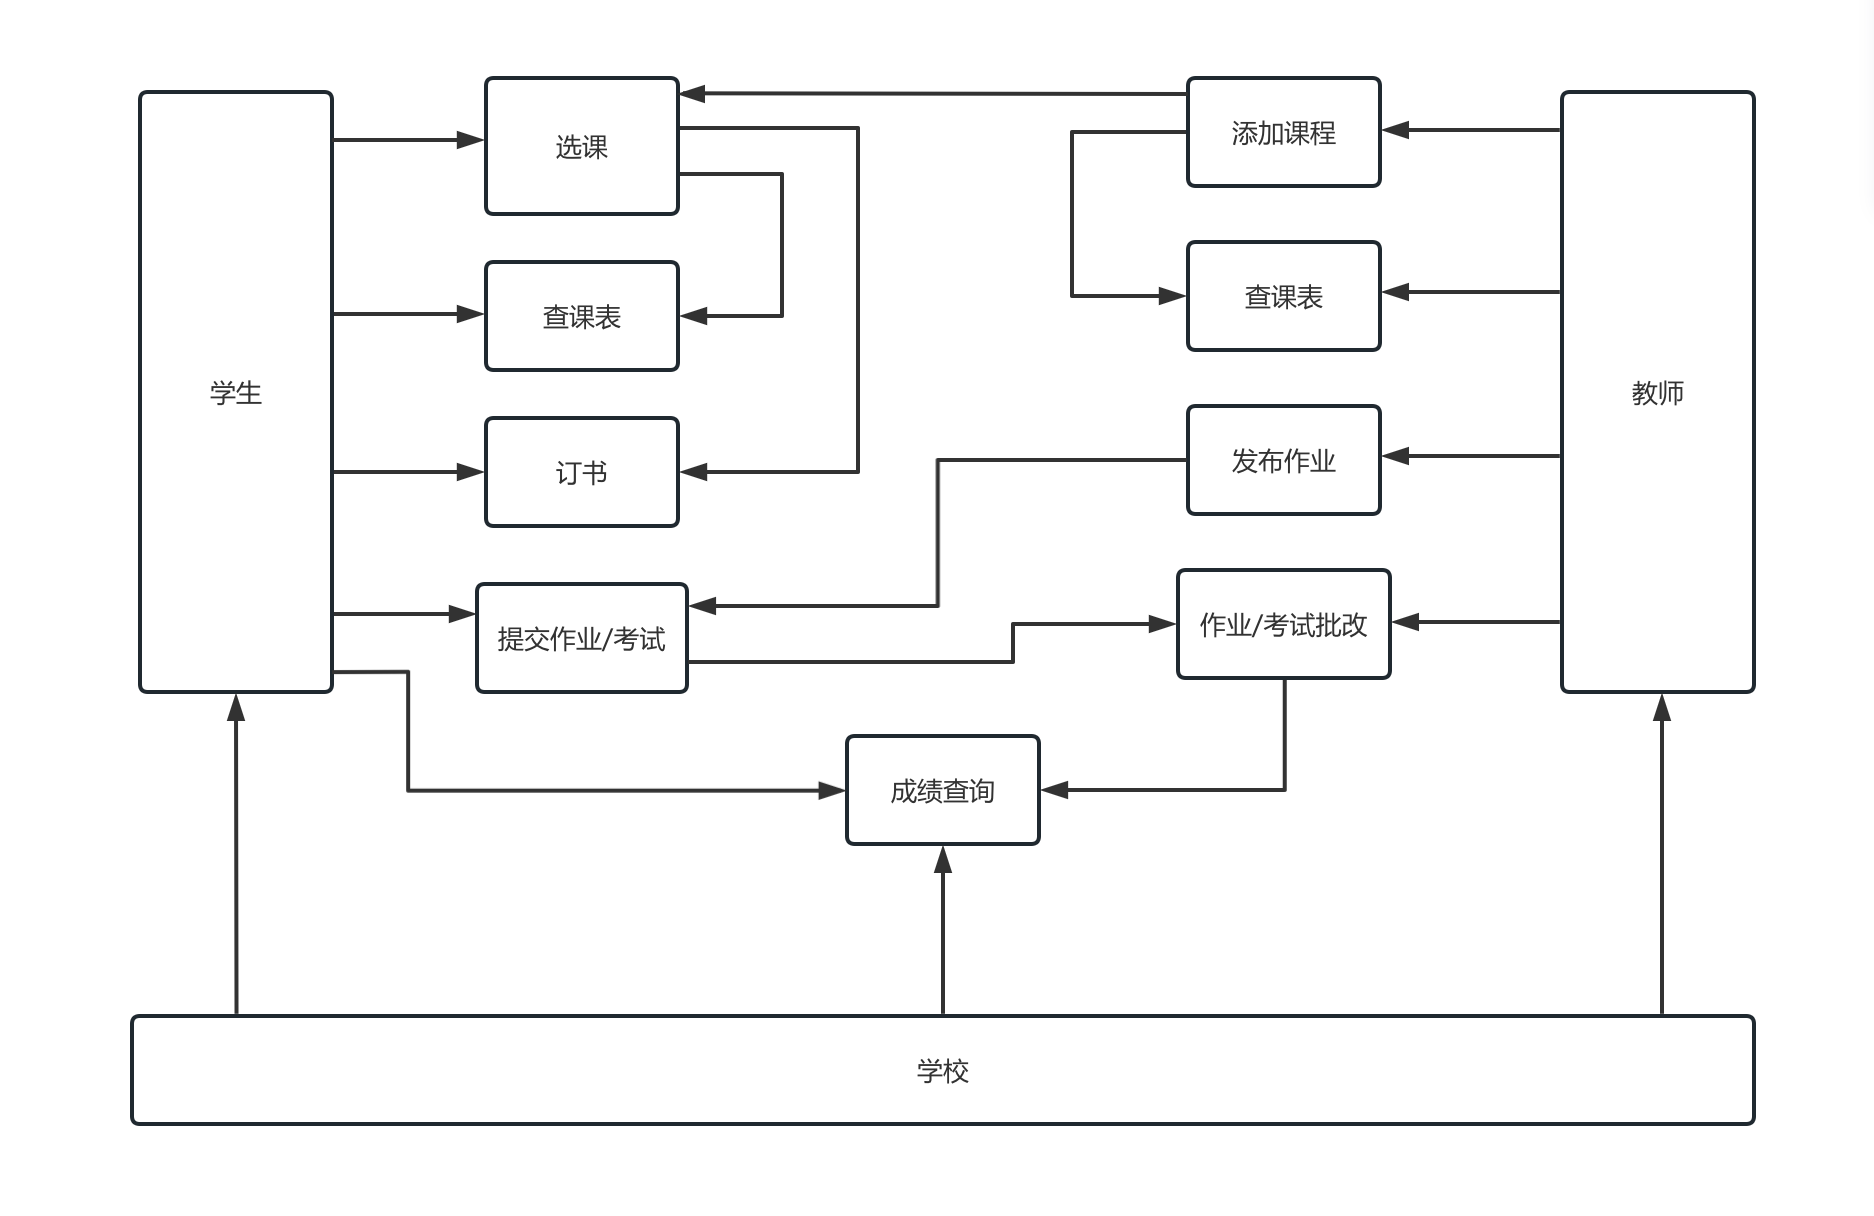 选课
添加课程
查课表
查课表
学生
教师
订书
发布作业
提交作业/考试
作业/考试批改
成绩查询
学校